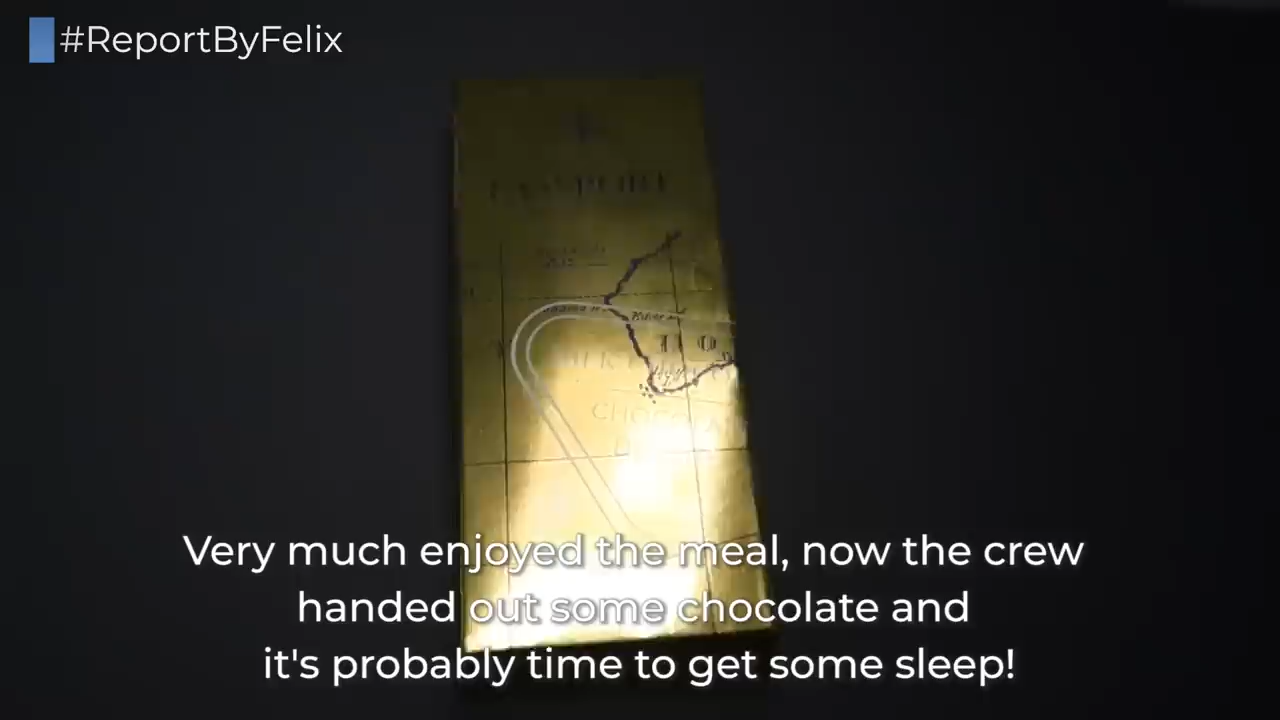 #ReportByFelix
CHOCOLATE
Very much enjoyed the meal, now the crew
handed out some chocolate and
it's probably time to get some sleep!